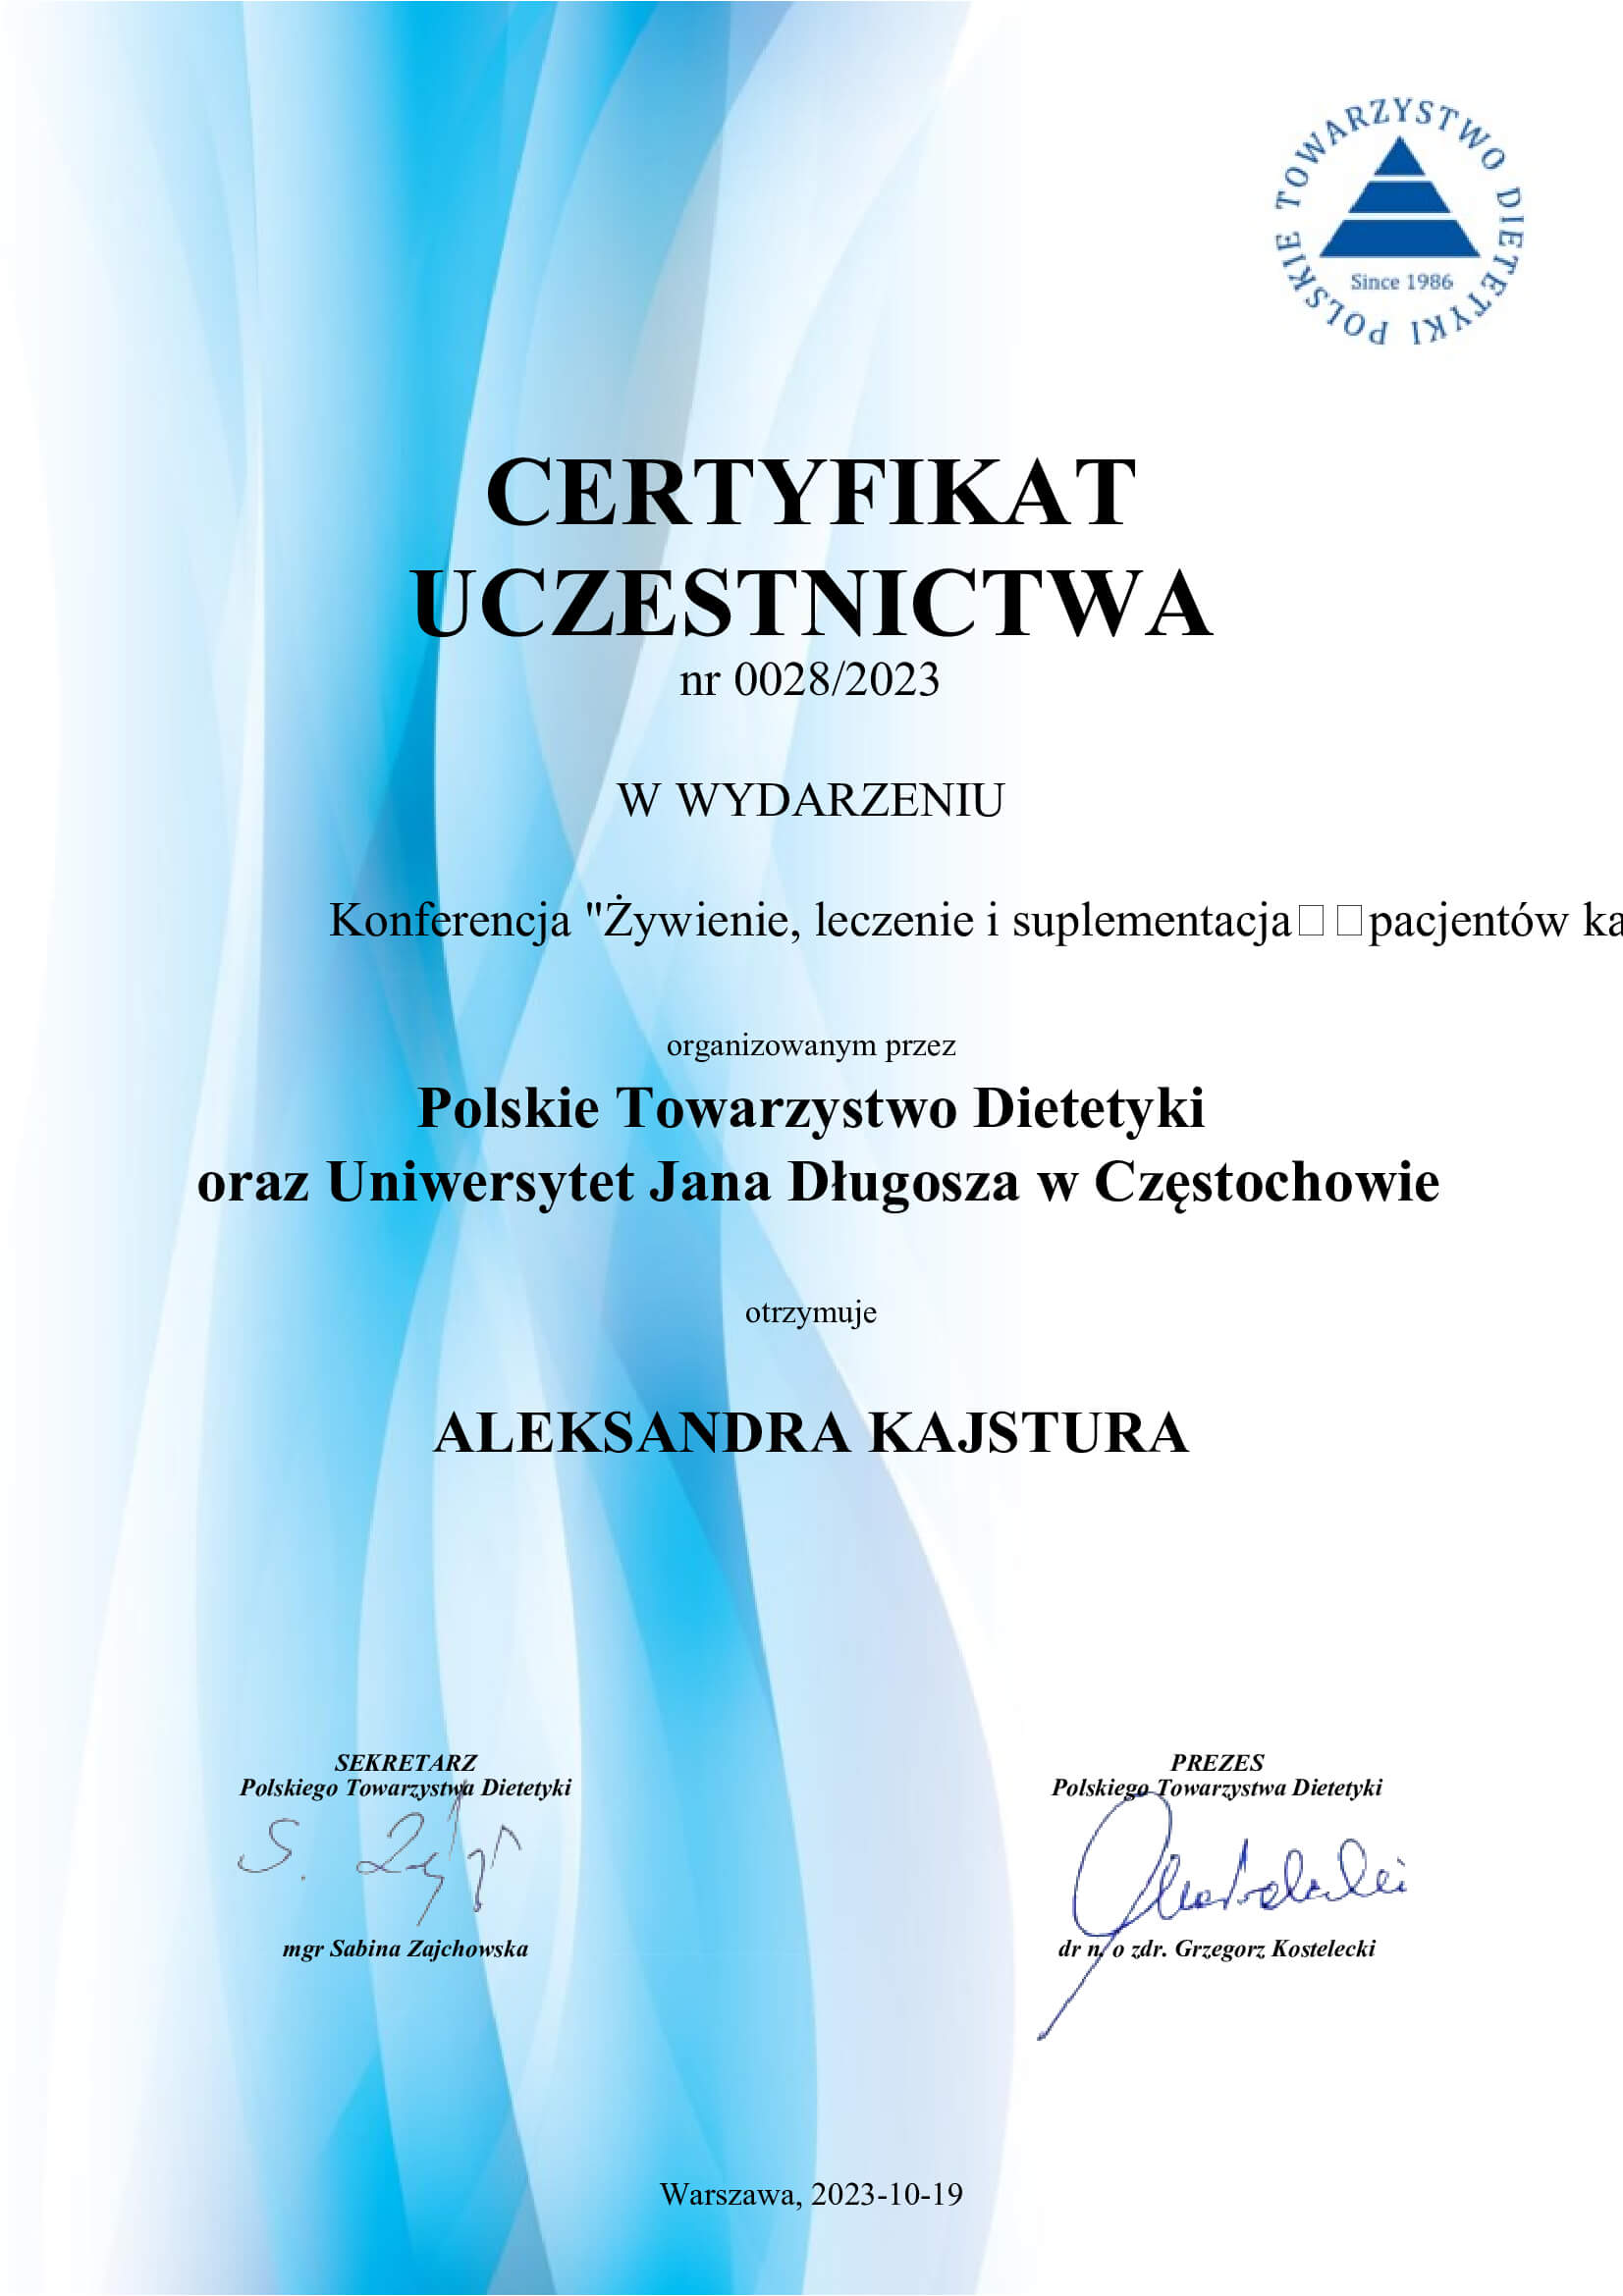 POLSKIE TOWARZYSTWO DIETETYKI
Since 1986
CERTYFIKAT
UCZESTNICTWA
nr 0028/2023
W WYDARZENIU
Konferencja "Żywienie, leczenie i suplementacja□□pacjentów ka
organizowanym przez
Polskie Towarzystwo Dietetyki
oraz Uniwersytet Jana Długosza w Częstochowie
otrzymuje
ALEKSANDRA KAJSTURA
SEKRETARZ
Polskiego Towarzystwa Dietetyki
mgr Sabina Zajchowska
PREZES
Polskiego Towarzystwa Dietetyki
dr n. o zdr. Grzegorz Kostelecki
Warszawa, 2023-10-19